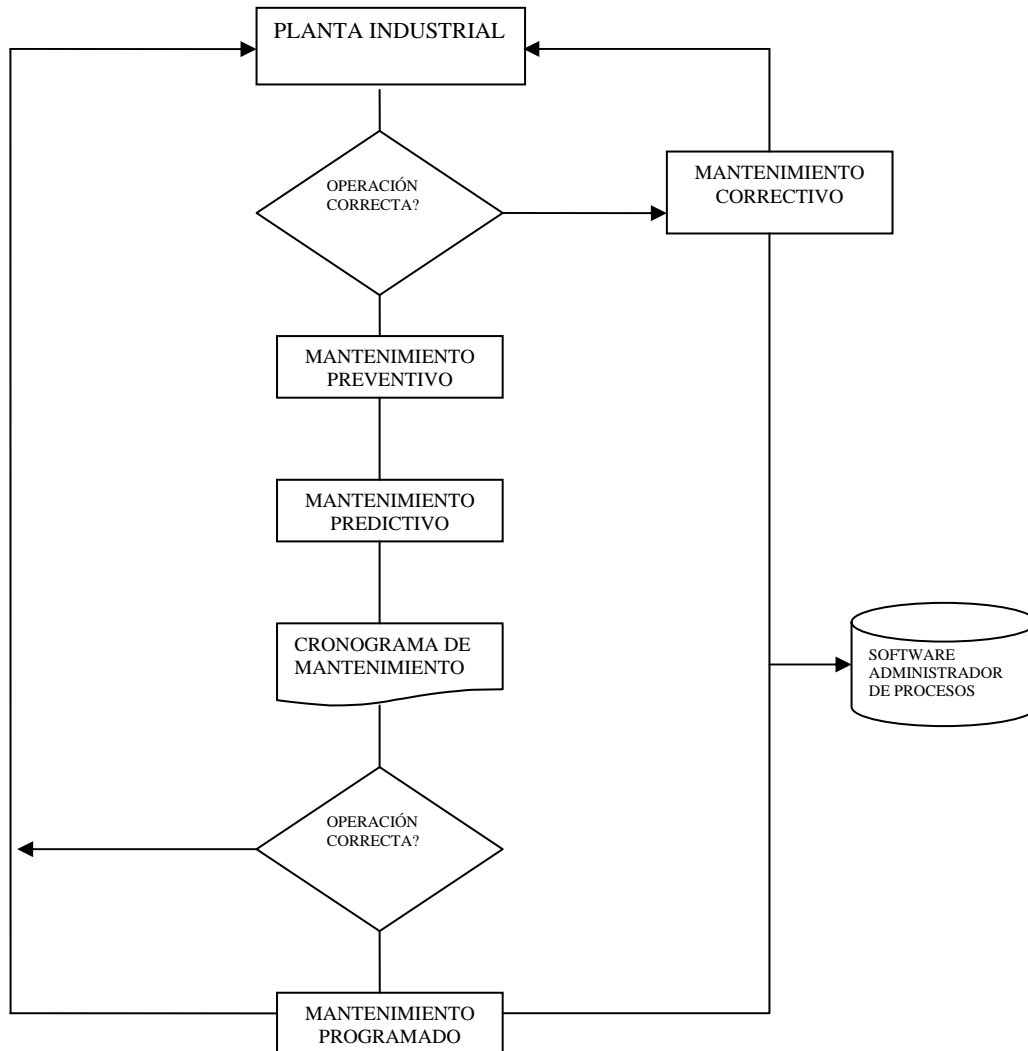 PLANTA INDUSTRIAL
OPERACIÓN
CORRECTA?
MANTENIMIENTO
CORRECTIVO
MANTENIMIENTO
PREVENTIVO
MANTENIMIENTO
PREDICTIVO
CRONOGRAMA DE
MANTENIMIENTO
SOFTWARE
ADMINISTRADOR
DE PROCESOS
OPERACIÓN
CORRECTA?
MANTENIMIENTO
PROGRAMADO